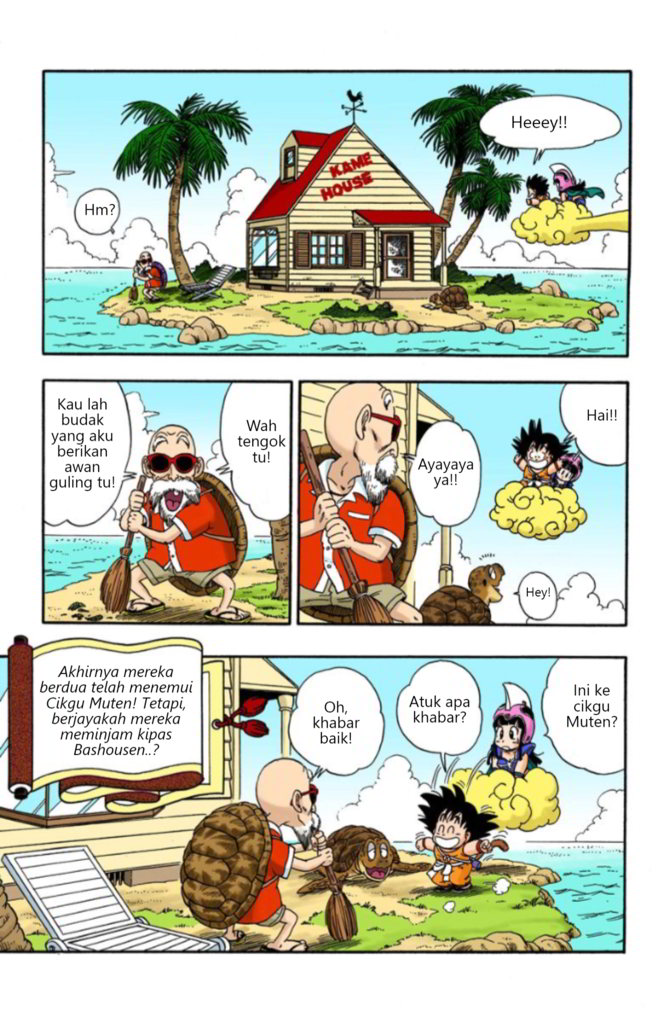 Heeey!!
KAME
HOUSE
Hm?
Hai!!
Ayayaya
ya!!
Hey!
Wah
tengok
tu!
Kau lah
budak
yang aku
berikan
awan
guling tu!
Ini ke
cikgu
Muten?
Atuk apa
khabar?
Oh,
khabar
baik!
Akhirnya mereka
berdua telah menemui
Cikgu Muten! Tetapi,
berjayakah mereka
meminjam kipas
Bashousen..?